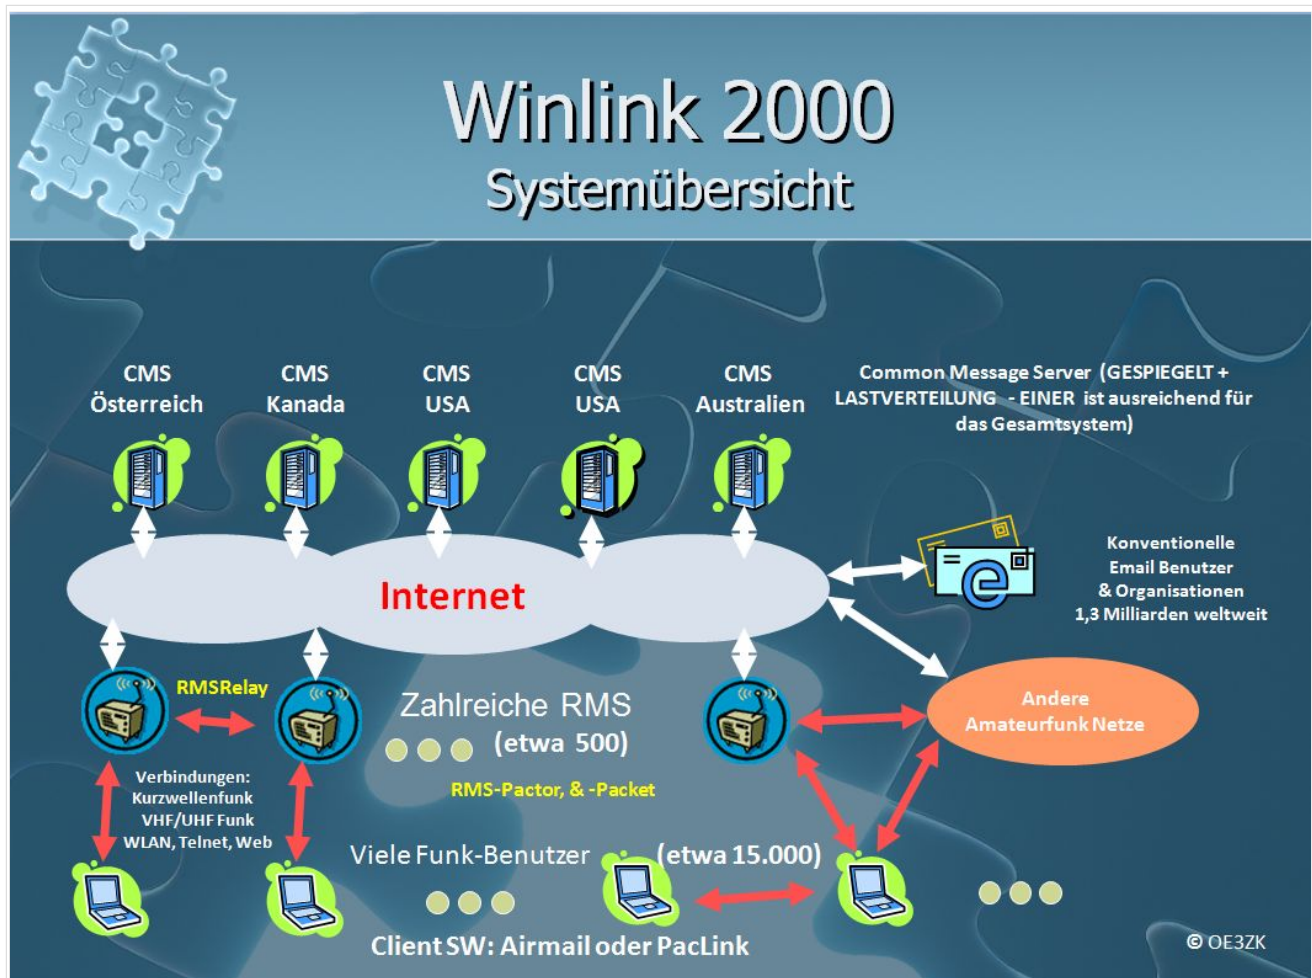 Winlink 2000
Systemübersicht
CMS
Österreich
CMS
Kanada
CMS
USA
CMS
USA
CMS
Australien
Common Message Server (GESPIEGELT +
LASTVERTEILUNG - EINER ist ausreichend für
das Gesamtsystem)
Internet
e
Konventionelle
Email Benutzer
& Organisationen
1,3 Milliarden weltweit
RMSRelay
Zahlreiche RMS
(etwa 500)
Andere
Amateurfunk Netze
Verbindungen:
Kurzwellenfunk
VHF/UHF Funk
WLAN, Telnet, Web
RMS-Pactor, & -Packet
Viele Funk-Benutzer (etwa 15.000)
Client SW: Airmail oder PacLink
© OE3ZK